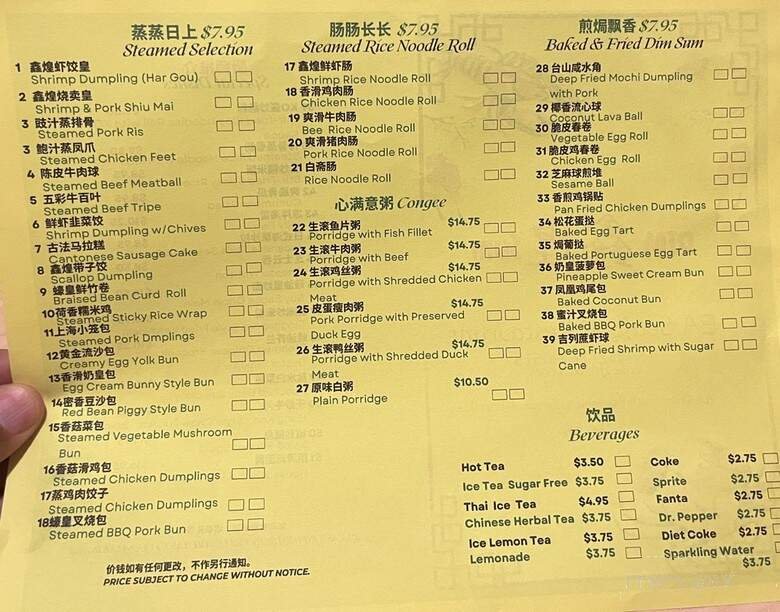 蒸蒸日上 $7.95
Steamed Selection
1 鑫煌虾饺皇
Shrimp Dumpling (Har Gou)
2 鑫煌烧卖皇
Shrimp & Pork Shiu Mai
3 豉汁蒸排骨
Steamed Pork Ris
3 鲍汁蒸凤爪
Steamed Chicken Feet
4 陈皮牛肉球
Steamed Beef Meatball
5 五彩牛百叶
Steamed Beef Tripe
6 鲜虾韭菜饺
Shrimp Dumpling w/Chives
7 古法马拉糕
Cantonese Sausage Cake
8 鑫煌带子饺
Scallop Dumpling
9 蠔皇鲜竹卷
Braised Bean Curd Roll
10荷香糯米鸡
Steamed Sticky Rice Wrap
11上海小笼包
Steamed Pork Dmplings
12黄金流沙包
Creamy Egg Yolk Bun
13香滑奶皇包
Egg Cream Bunny Style Bun
14密香豆沙包
Red Bean Piggy Style Bun
15香菇菜包
Steamed Vegetable Mushroom
Bun
16香菇滑鸡包
Steamed Chicken Dumplings
17蒸鸡肉饺子
Steamed Chicken Dumplings
18蠔皇叉烧包
Steamed BBQ Pork Bun
价钱如有任何更改，不作另行通知。
PRICE SUBJECT TO CHANGE WITHOUT NOTICE.
肠肠长长 $7.95
Steamed Rice Noodle Roll
17 鑫煌鲜虾肠
Shrimp Rice Noodle Roll
18 香滑鸡肉肠
Chicken Rice Noodle Roll
19 爽滑牛肉肠
Bee Rice Noodle Roll
20 爽滑猪肉肠
Pork Rice Noodle Roll
21 白斋肠
Rice Noodle Roll
心满意粥 Congee
22 生滚鱼片粥 $14.75
Porridge with Fish Fillet
23 生滚牛肉粥 $14.75
Porridge with Beef
24 生滚鸡丝粥 $14.75
Porridge with Shredded Chicken
Meat
25 皮蛋瘦肉粥 $14.75
Pork Porridge with Preserved
Duck Egg
26 生滚鸭丝粥 $14.75
Porridge with Shredded Duck
Meat
27 原味白粥 $10.50
Plain Porridge
煎焗飘香 $7.95
Baked & Fried Dim Sum
28 台山咸水角
Deep Fried Mochi Dumpling
with Pork
29 椰香流心球
Coconut Lava Ball
30 脆皮春卷
Vegetable Egg Roll
31 脆皮鸡春卷
Chicken Egg Roll
32 芝麻球煎堆
Sesame Ball
33 香煎鸡锅贴
Pan Fried Chicken Dumplings
34 松花蛋挞
Baked Egg Tart
35 焗葡挞
Baked Portuguese Egg Tart
36 奶皇菠萝包
Pineapple Sweet Cream Bun
37 凤凰鸡尾包
Baked Coconut Bun
38 蜜汁叉烧包
Baked BBQ Pork Bun
39 吉列蔗虾球
Deep Fried Shrimp with Sugar
Cane
饮品
Beverages
Hot Tea $3.50
Ice Tea Sugar Free $3.75
Thai Ice Tea $4.95
Chinese Herbal Tea $3.75
Ice Lemon Tea $3.75
Lemonade $3.75
Coke $2.75
Sprite $2.75
Fanta $2.75
Dr. Pepper $2.75
Diet Coke $2.75
Sparkling Water
$3.75